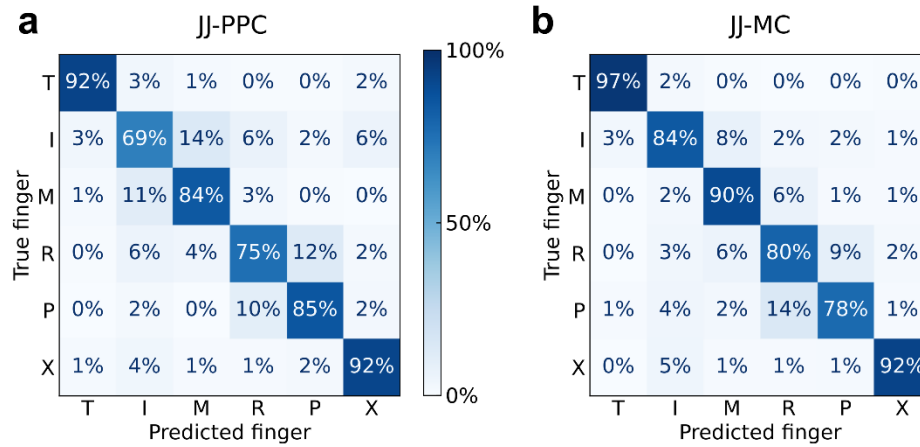 a JJ-PPC
True finger
T 92% 3% 1% 0% 0% 2%
I 3% 69% 14% 6% 2% 6%
M 1% 11% 84% 3% 0% 0%
R 0% 6% 4% 75% 12% 2%
P 0% 2% 0% 10% 85% 2%
X 1% 4% 1% 1% 2% 92%
T I M R P X
Predicted finger
100%
50%
0%
b JJ-MC
True finger
T 97% 2% 0% 0% 0% 0%
I 3% 84% 8% 2% 2% 1%
M 0% 2% 90% 6% 1% 1%
R 0% 3% 6% 80% 9% 2%
P 1% 4% 2% 14% 78% 1%
X 0% 5% 1% 1% 1% 92%
T I M R P X
Predicted finger